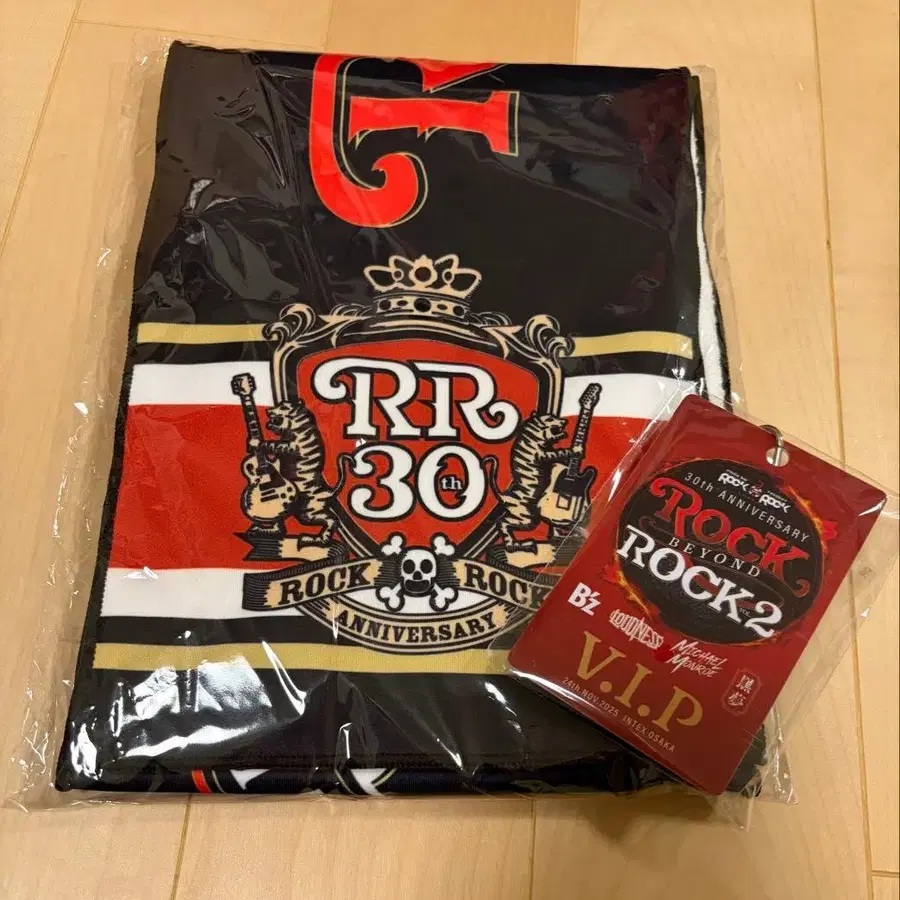 RR
30th
ROCK ROCK
ANNIVERSARY
ROCK ROCK
30th ANNIVERSARY
ROCK
BEYOND
ROCK
VOL.2
B'z
LOUDNESS
MICHAEL
MONROE
V.I.P
24th.NOV.2025 INTEX OSAKA